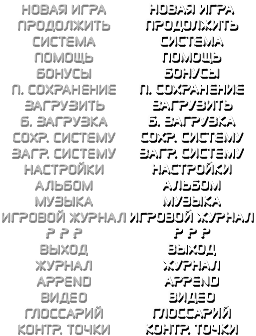 НОВАЯ ИГРА НОВАЯ ИГРА
ПРОДОЛЖИТЬ ПРОДОЛЖИТЬ
СИСТЕМА СИСТЕМА
ПОМОЩЬ ПОМОЩЬ
БОНУСЫ БОНУСЫ
П. СОХРАНЕНИЕ П. СОХРАНЕНИЕ
ЗАГРУЗИТЬ ЗАГРУЗИТЬ
Б. ЗАГРУЗКА Б. ЗАГРУЗКА
СОХР. СИСТЕМУ СОХР. СИСТЕМУ
ЗАГР. СИСТЕМУ ЗАГР. СИСТЕМУ
НАСТРОЙКИ НАСТРОЙКИ
АЛЬБОМ АЛЬБОМ
МУЗЫКА МУЗЫКА
ИГРОВОЙ ЖУРНАЛ ИГРОВОЙ ЖУРНАЛ
? ? ? ? ? ?
ВЫХОД ВЫХОД
ЖУРНАЛ ЖУРНАЛ
APPEND APPEND
ВИДЕО ВИДЕО
ГЛОССАРИЙ ГЛОССАРИЙ
КОНТР. ТОЧКИ КОНТР. ТОЧКИ